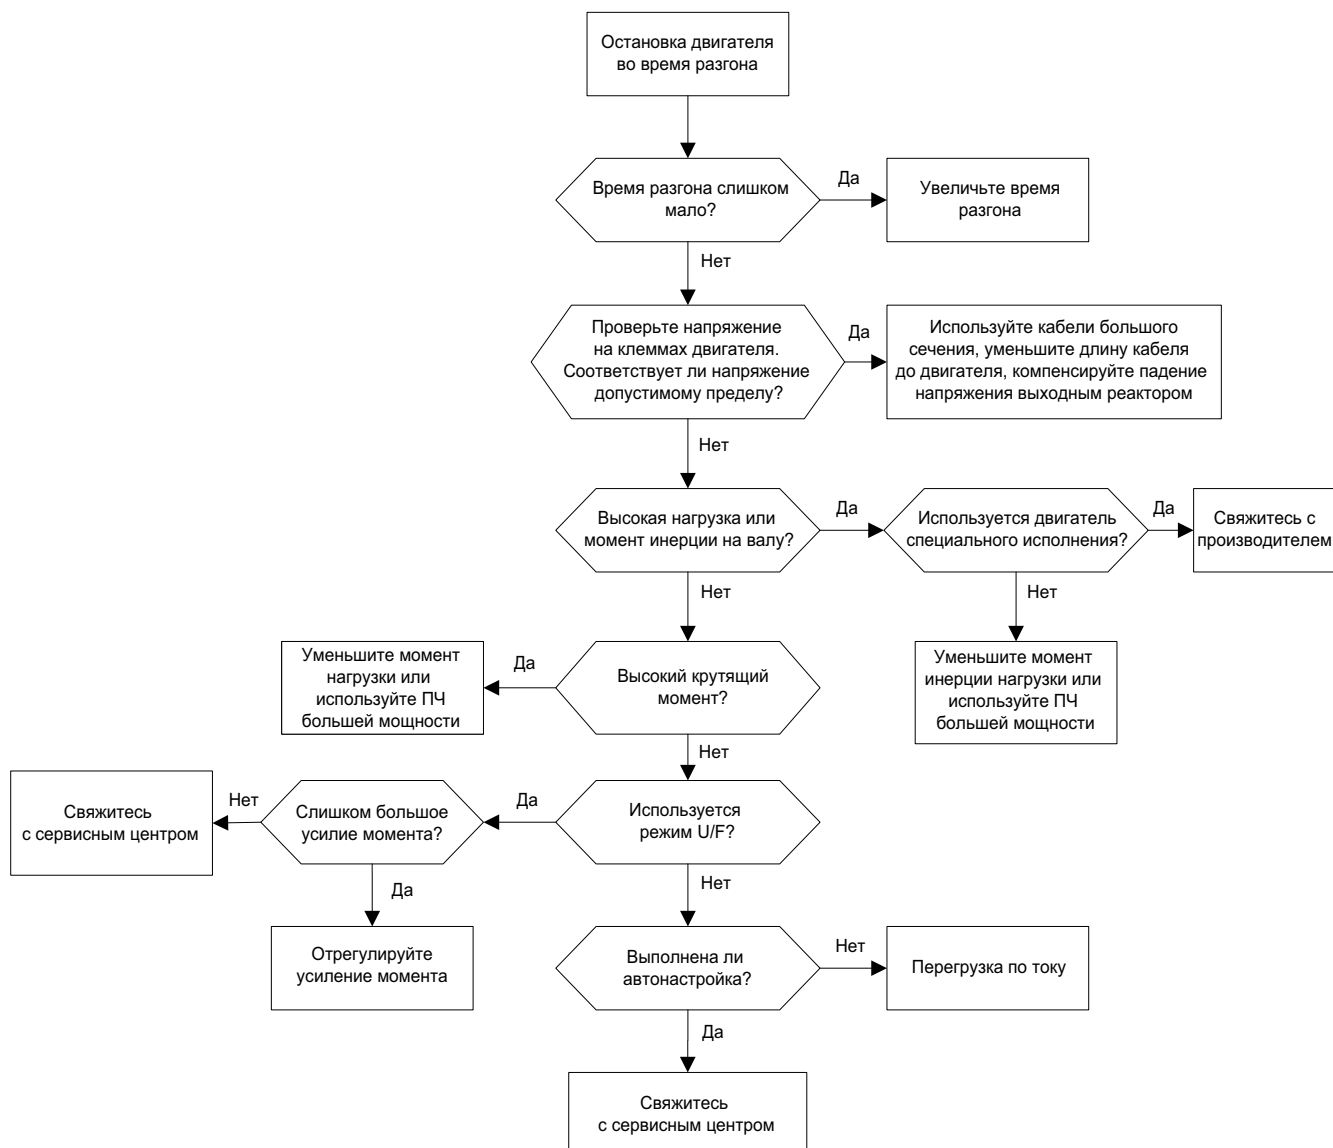 Остановка двигателя
во время разгона
Время разгона слишком
мало?
Да
Увеличьте время
разгона
Нет
Проверьте напряжение
на клеммах двигателя.
Соответствует ли напряжение
допустимому пределу?
Да
Используйте кабели большого
сечения, уменьшите длину кабеля
до двигателя, компенсируйте падение
напряжения выходным реактором
Нет
Высокая нагрузка или
момент инерции на валу?
Да
Используется двигатель
специального исполнения?
Да
Свяжитесь с
производителем
Нет
Нет
Уменьшите момент
инерции нагрузки или
используйте ПЧ
большей мощности
Высокий крутящий
момент?
Да
Уменьшите момент
нагрузки или
используйте ПЧ
большей мощности
Нет
Используется
режим U/F?
Да
Слишком большое
усилие момента?
Нет
Свяжитесь
с сервисным центром
Да
Отрегулируйте
усиление момента
Нет
Выполнена ли
автонастройка?
Нет
Перегрузка по току
Да
Свяжитесь
с сервисным центром